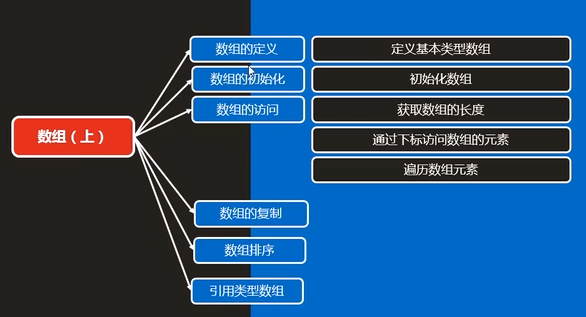 数组（上）
数组的定义
数组的初始化
数组的访问
数组的复制
数组排序
引用类型数组
定义基本类型数组
初始化数组
获取数组的长度
通过下标访问数组的元素
遍历数组元素